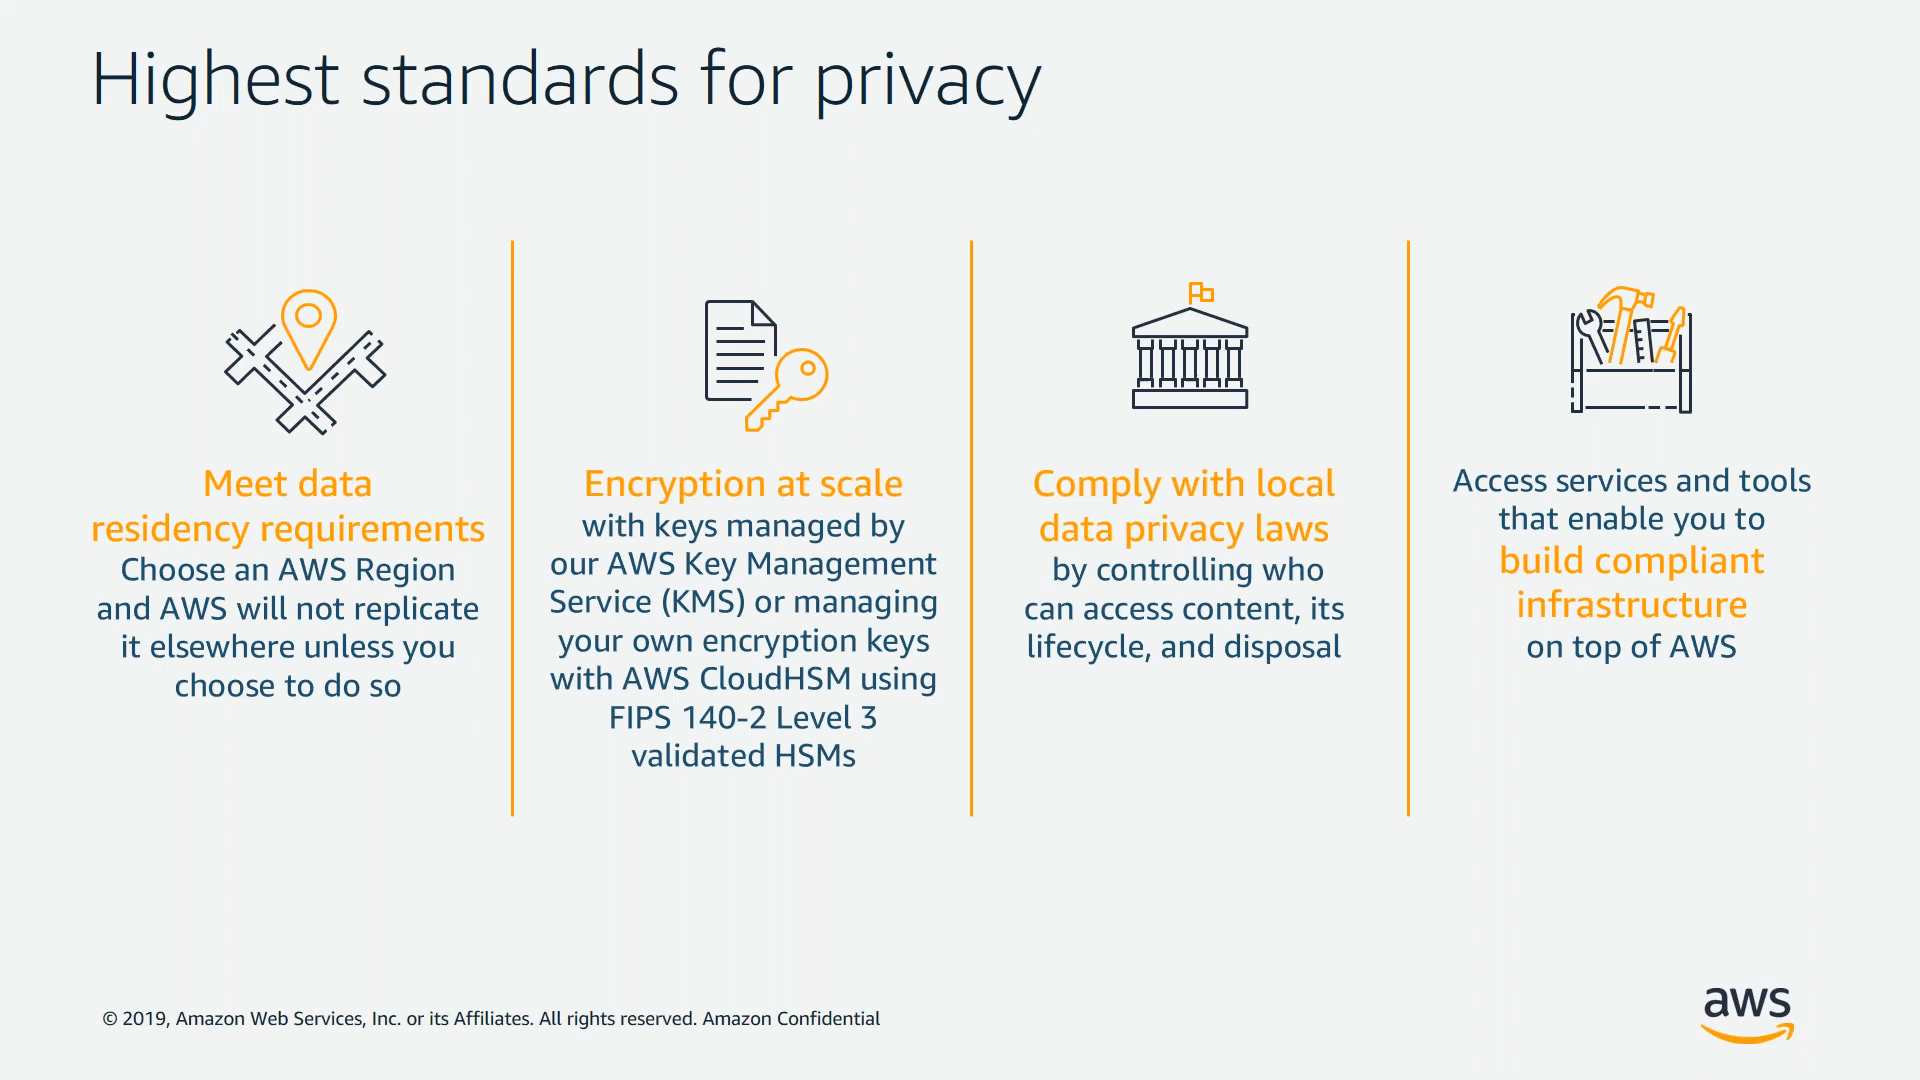 Highest standards for privacy
Meet data
residency requirements
Choose an AWS Region
and AWS will not replicate
it elsewhere unless you
choose to do so
Encryption at scale
with keys managed by
our AWS Key Management
Service (KMS) or managing
your own encryption keys
with AWS CloudHSM using
FIPS 140-2 Level 3
validated HSMs
Comply with local
data privacy laws
by controlling who
can access content, its
lifecycle, and disposal
Access services and tools
that enable you to
build compliant
infrastructure
on top of AWS
© 2019, Amazon Web Services, Inc. or its Affiliates. All rights reserved. Amazon Confidential
aws